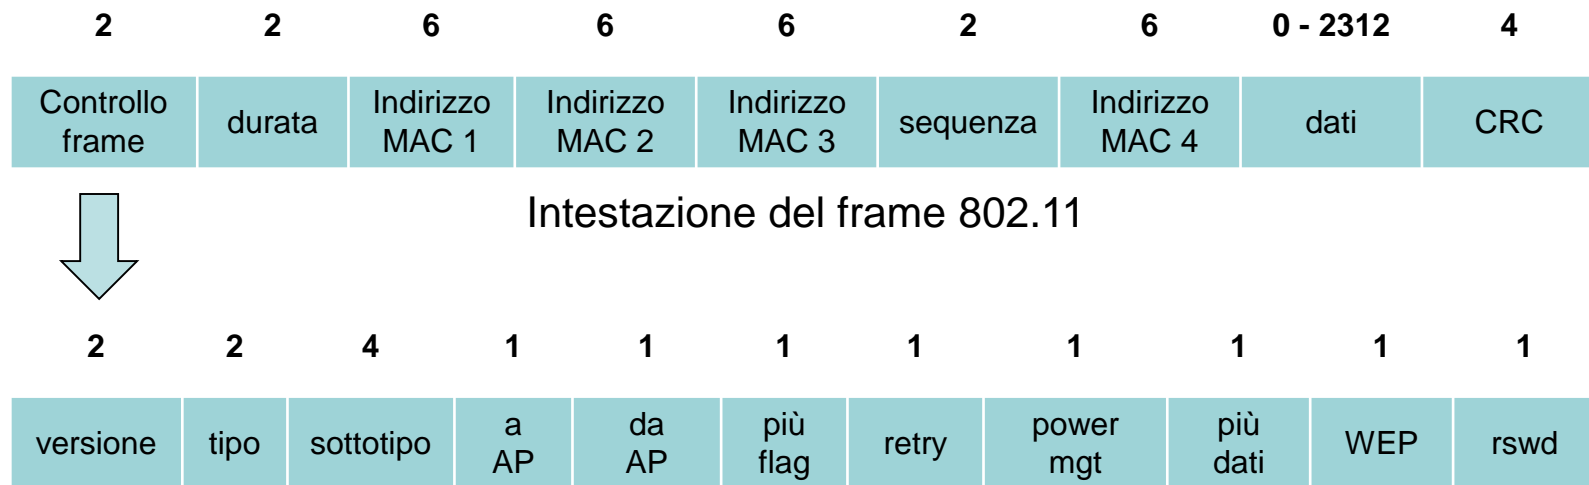 2 2 6 6 6 2 6 0 - 2312 4
Controllo frame durata Indirizzo MAC 1 Indirizzo MAC 2 Indirizzo MAC 3 sequenza Indirizzo MAC 4 dati CRC
Intestazione del frame 802.11
2 2 4 1 1 1 1 1 1 1 1
versione tipo sottotipo a AP da AP più flag retry power mgt più dati WEP rswd